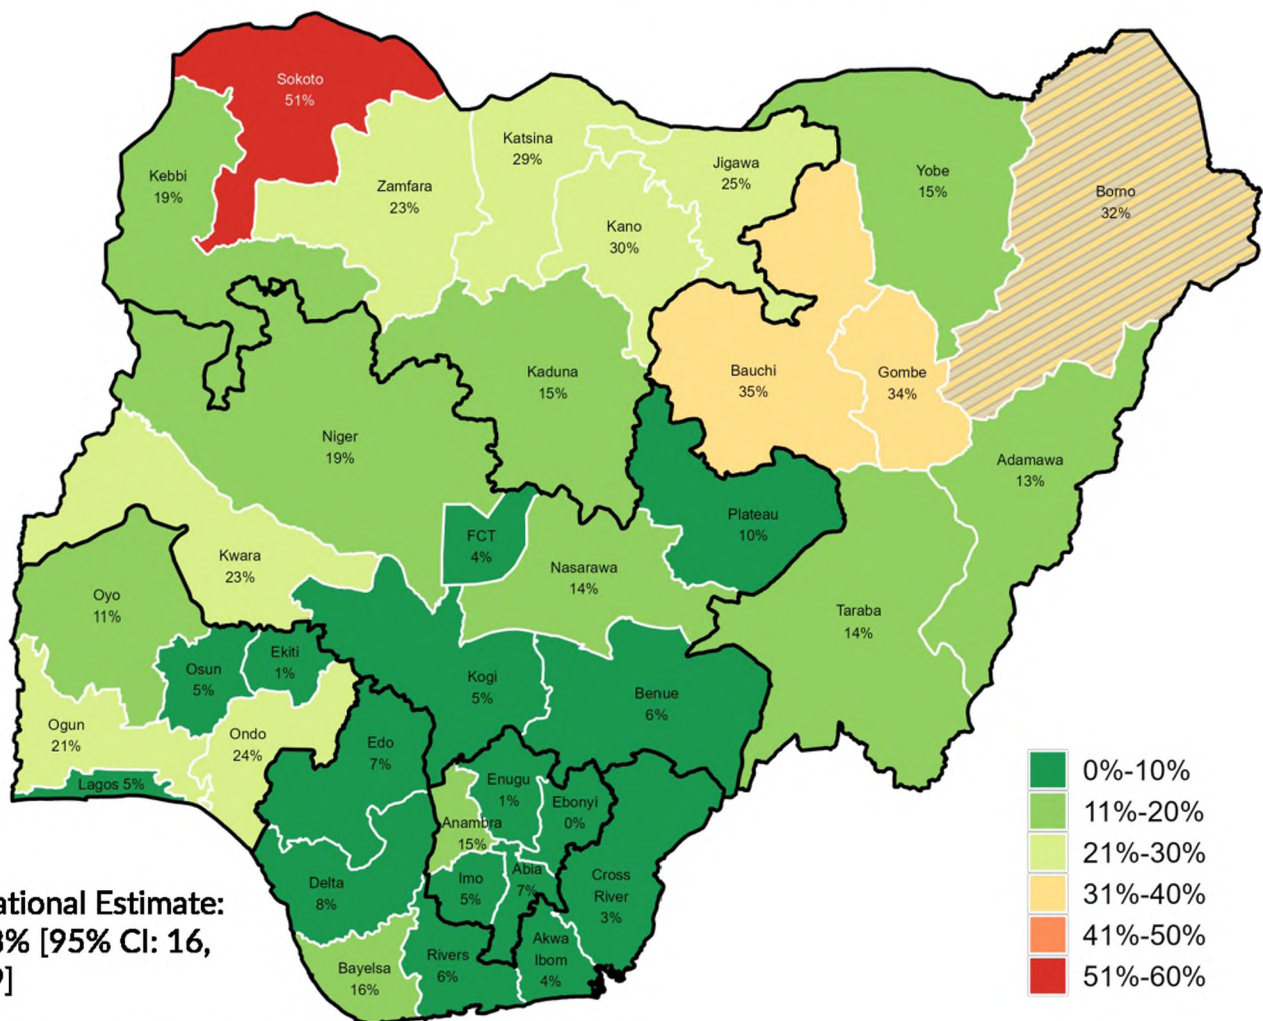 Sokoto
51%
Katsina
29%
Jigawa
25%
Kebbi
19%
Zamfara
23%
Kano
30%
Yobe
15%
Borno
32%
Kaduna
15%
Bauchi
35%
Gombe
34%
Niger
19%
Adamawa
13%
Plateau
10%
FCT
4%
Kwara
23%
Nasarawa
14%
Oyo
11%
Taraba
14%
Osun
5%
Ekiti
1%
Kogi
5%
Benue
6%
Ogun
21%
Ondo
24%
Edo
7%
Lagos 5%
Enugu
1%
Ebonyi
0%
Anambra
15%
Imo
5%
Abia
7%
Cross
River
3%
Delta
8%
Akwa
Ibom
4%
Rivers
6%
Bayelsa
16%
ational Estimate:
8% [95% CI: 16,
9]
0%-10%
11%-20%
21%-30%
31%-40%
41%-50%
51%-60%